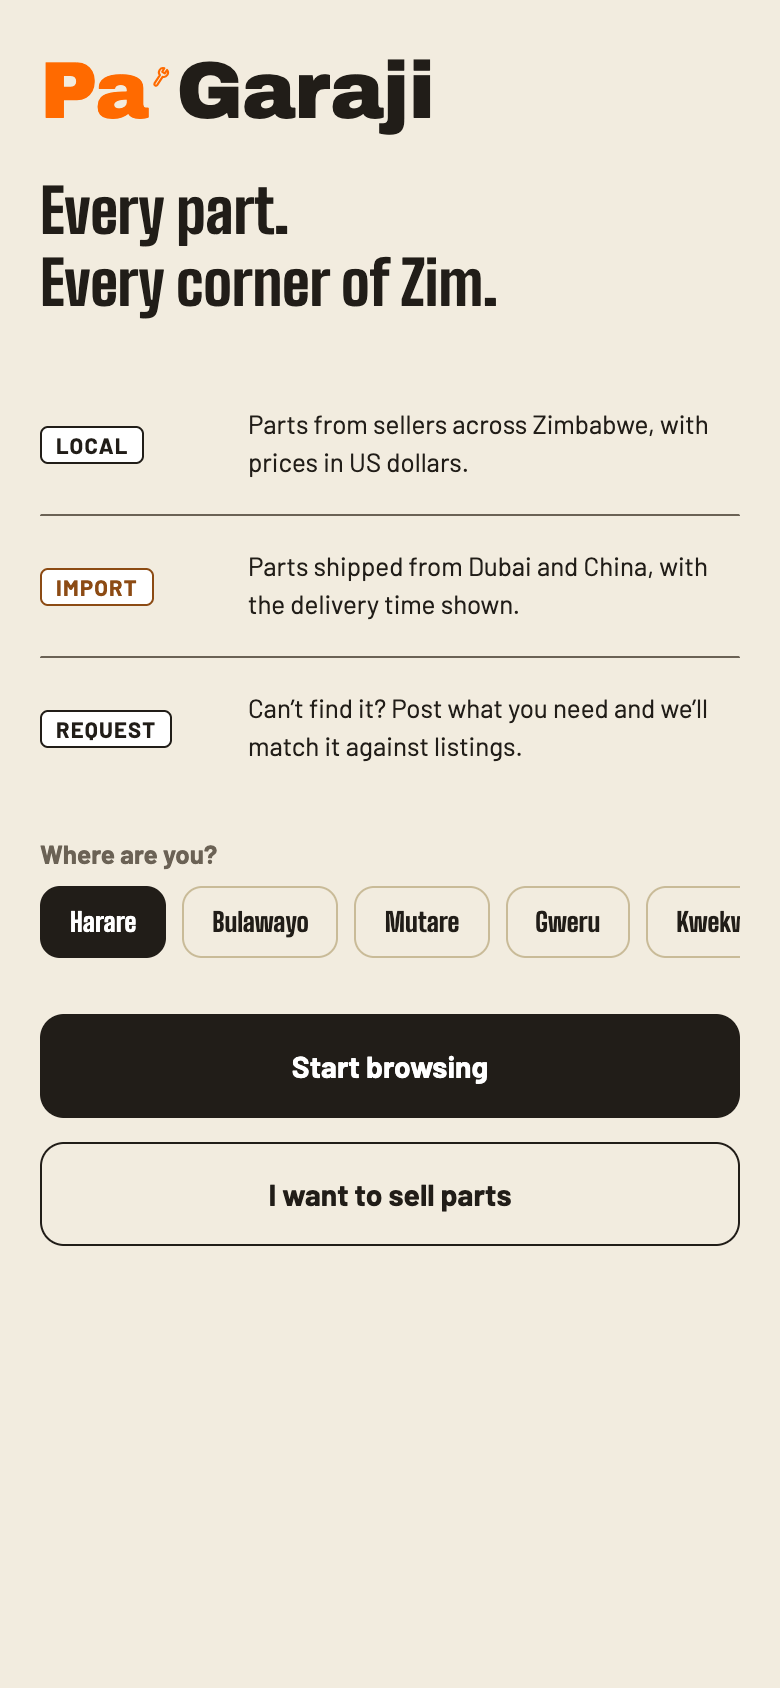 Pa Garaji
Every part.
Every corner of Zim.
LOCAL
Parts from sellers across Zimbabwe, with
prices in US dollars.
IMPORT
Parts shipped from Dubai and China, with
the delivery time shown.
REQUEST
Can’t find it? Post what you need and we’ll
match it against listings.
Where are you?
Harare
Bulawayo
Mutare
Gweru
Start browsing
I want to sell parts